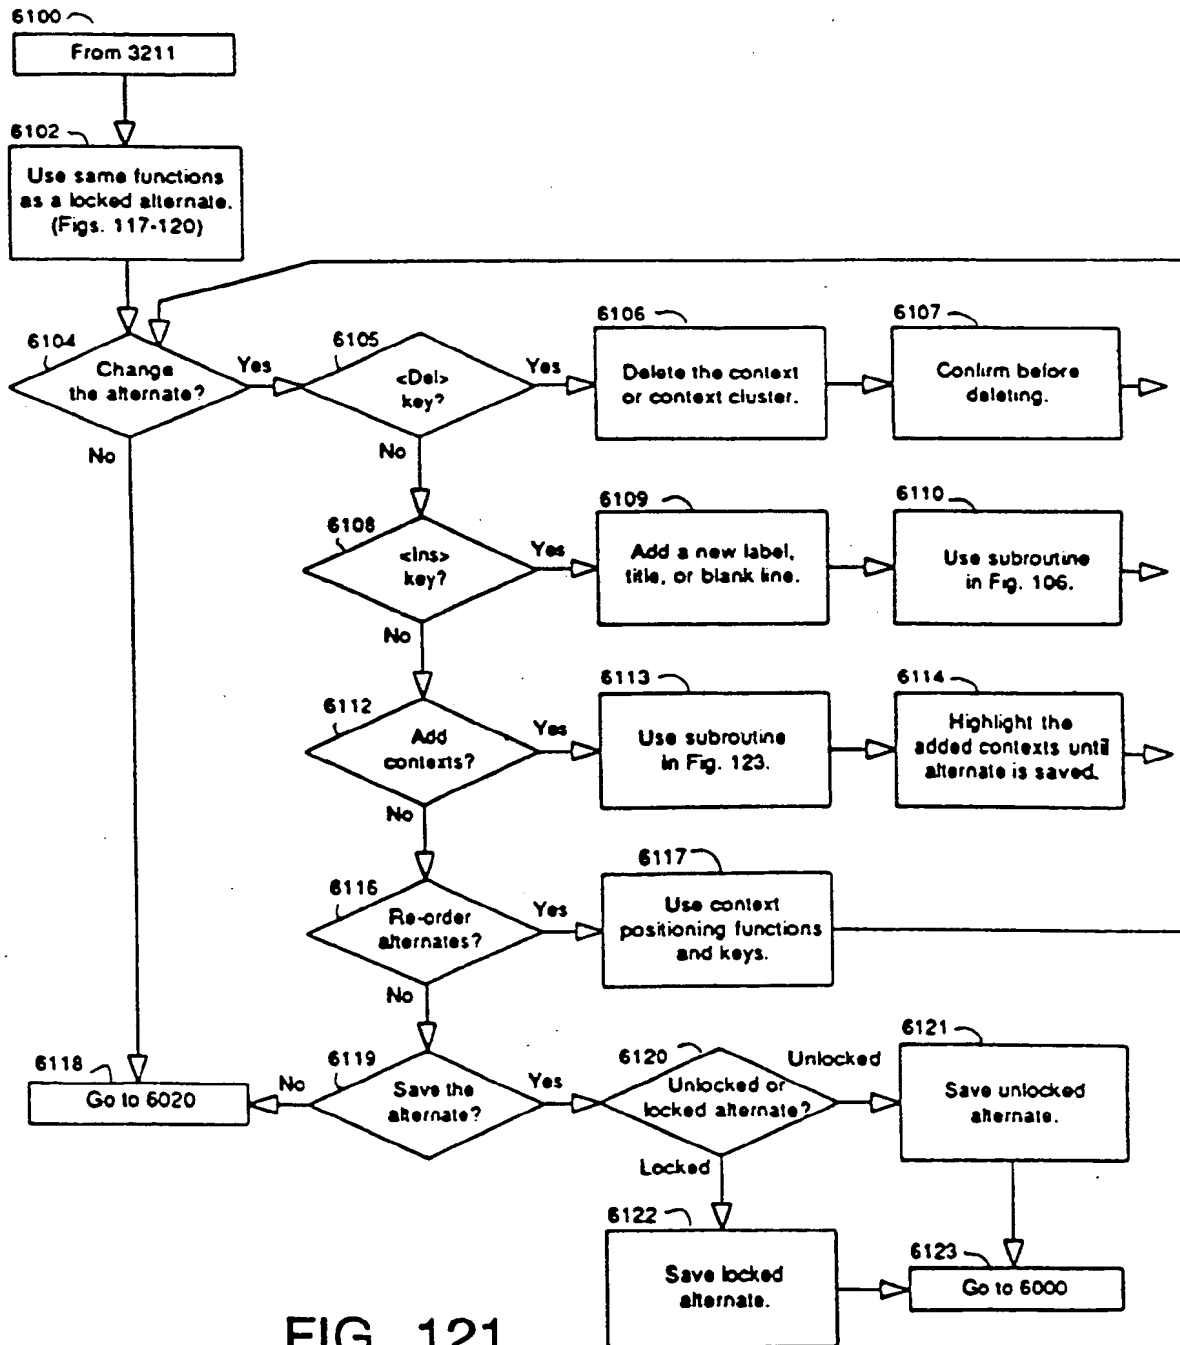 6100
From 3211
6102
Use same functions
as a locked alternate.
(Figs. 117-120)
6104
Change
the alternate?
Yes
No
6105
<Del>
key?
Yes
No
6106
Delete the context
or context cluster.
6107
Confirm before
deleting.
6108
<Ins>
key?
Yes
No
6109
Add a new label,
title, or blank line.
6110
Use subroutine
in Fig. 106.
6112
Add
contexts?
Yes
No
6113
Use subroutine
in Fig. 123.
6114
Highlight the
added contexts until
alternate is saved.
6116
Re-order
alternates?
Yes
No
6117
Use context
positioning functions
and keys.
6118
Go to 6020
6119
Save the
alternate?
No
Yes
6120
Unlocked or
locked alternate?
Unlocked
Locked
6121
Save unlocked
alternate.
6122
Save locked
alternate.
6123
Go to 6000
FIG. 121